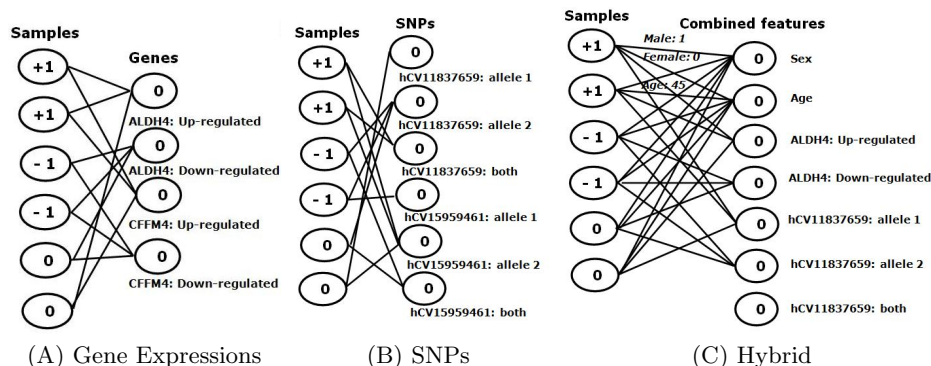 Samples
Genes
+1
+1
- 1
- 1
0
0
0
ALDH4: Up-regulated
0
ALDH4: Down-regulated
0
CFFM4: Up-regulated
0
CFFM4: Down-regulated
(A) Gene Expressions
SNPs
Samples
+1
+1
- 1
- 1
0
0
0
hCV11837659: allele 1
0
hCV11837659: allele 2
0
hCV11837659: both
0
hCV15959461: allele 1
0
hCV15959461: allele 2
0
hCV15959461: both
(B) SNPs
Samples
Combined features
+1
+1
- 1
- 1
0
0
Male: 1
Female: 0
Age: 45
0 Sex
0 Age
0 ALDH4: Up-regulated
0 ALDH4: Down-regulated
0 hCV11837659: allele 1
0 hCV11837659: allele 2
0 hCV11837659: both
(C) Hybrid